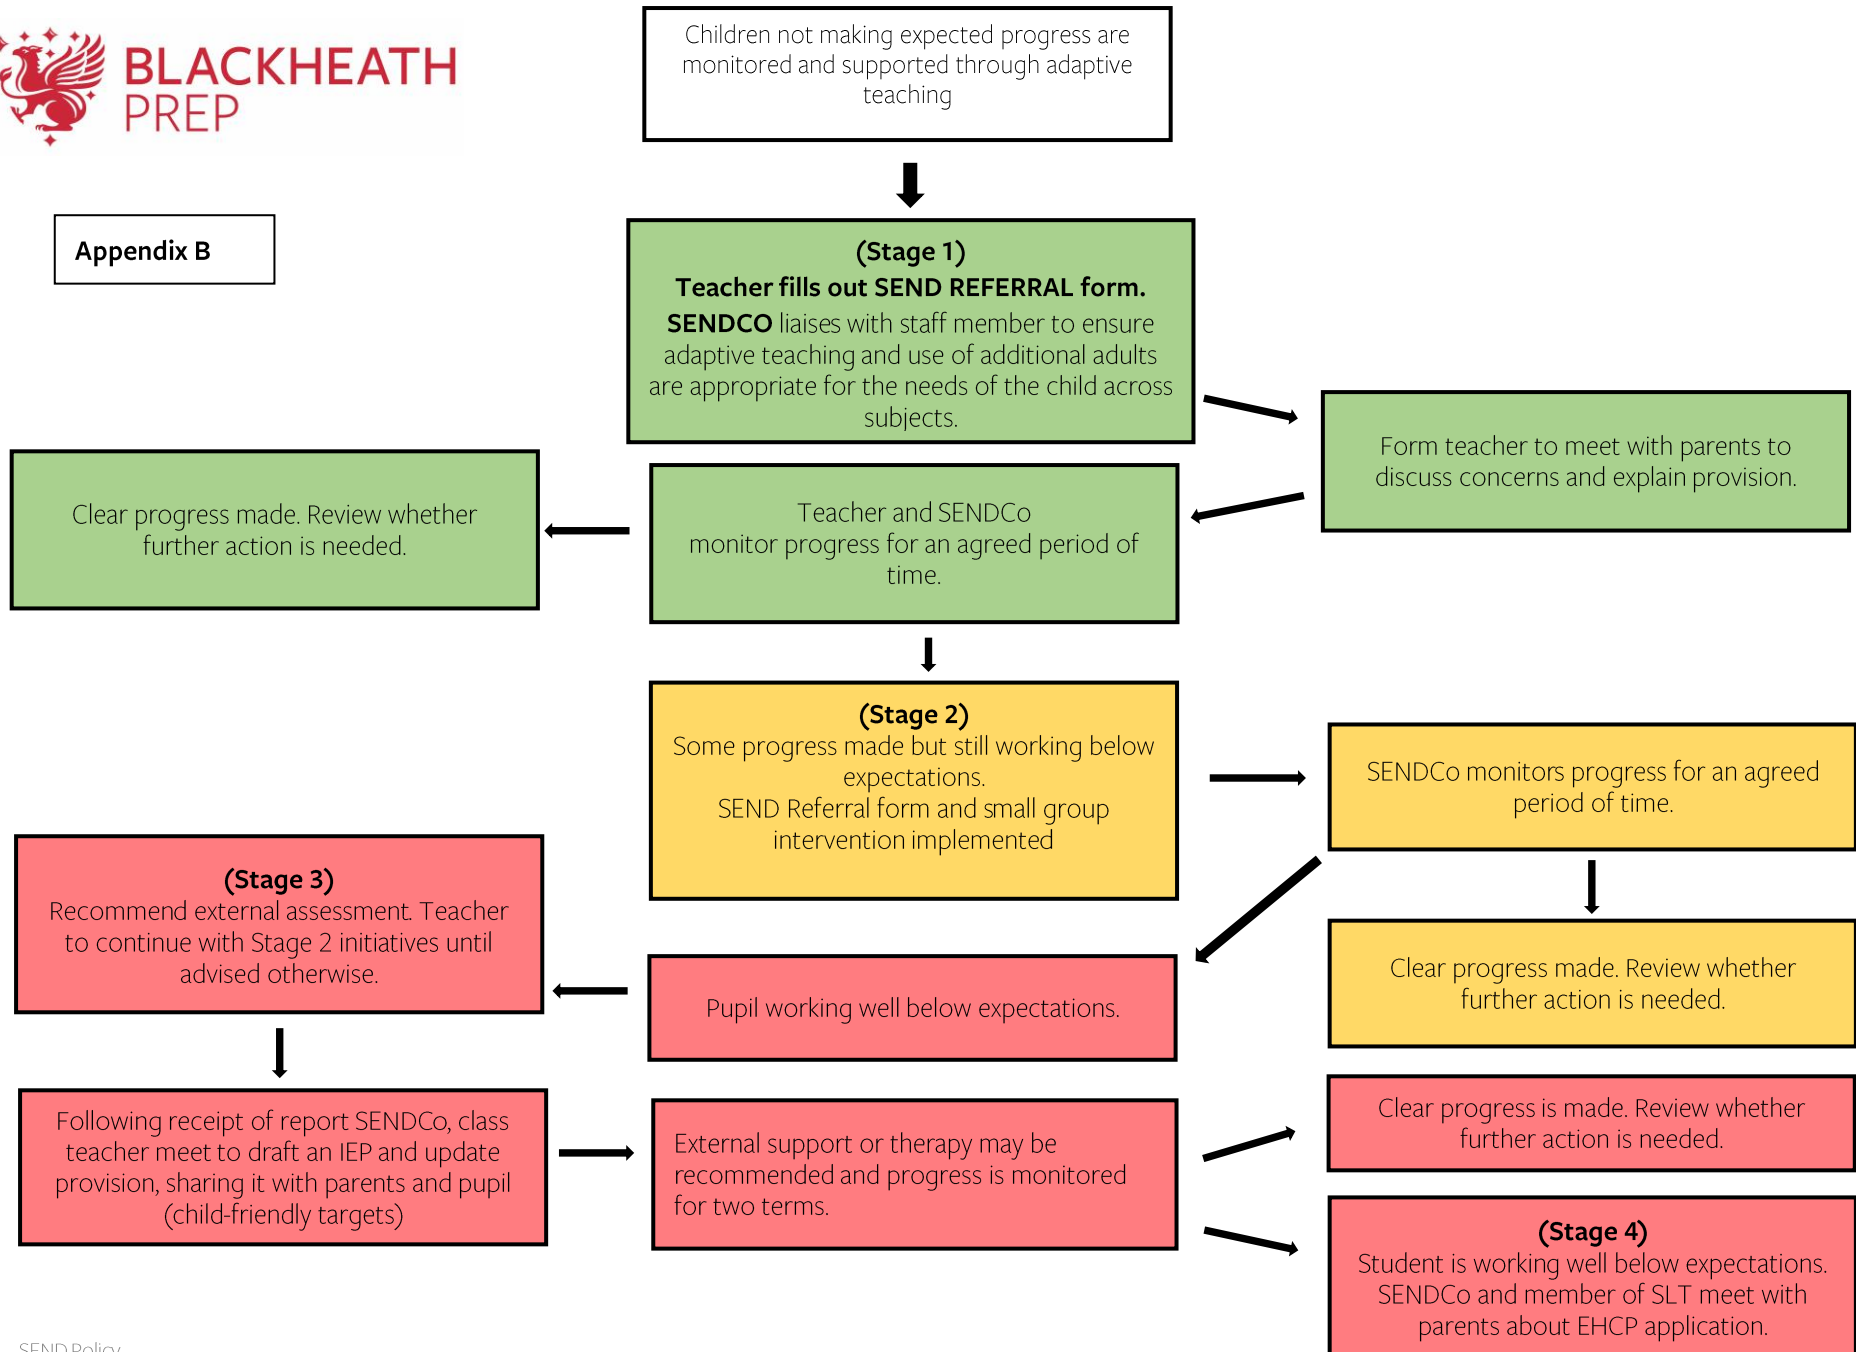 BLACKHEATH
PREP
Children not making expected progress are
monitored and supported through adaptive
teaching
Appendix B
(Stage 1)
Teacher fills out SEND REFERRAL form.
SENDCO liaises with staff member to ensure
adaptive teaching and use of additional adults
are appropriate for the needs of the child across
subjects.
Form teacher to meet with parents to
discuss concerns and explain provision.
Teacher and SENDCo
monitor progress for an agreed period of
time.
Clear progress made. Review whether
further action is needed.
(Stage 2)
Some progress made but still working below
expectations.
SEND Referral form and small group
intervention implemented
SENDCo monitors progress for an agreed
period of time.
Clear progress made. Review whether
further action is needed.
Pupil working well below expectations.
(Stage 3)
Recommend external assessment. Teacher
to continue with Stage 2 initiatives until
advised otherwise.
Following receipt of report SENDCo, class
teacher meet to draft an IEP and update
provision, sharing it with parents and pupil
(child-friendly targets)
External support or therapy may be
recommended and progress is monitored
for two terms.
Clear progress is made. Review whether
further action is needed.
(Stage 4)
Student is working well below expectations.
SENDCo and member of SLT meet with
parents about EHCP application.
SEND Policy